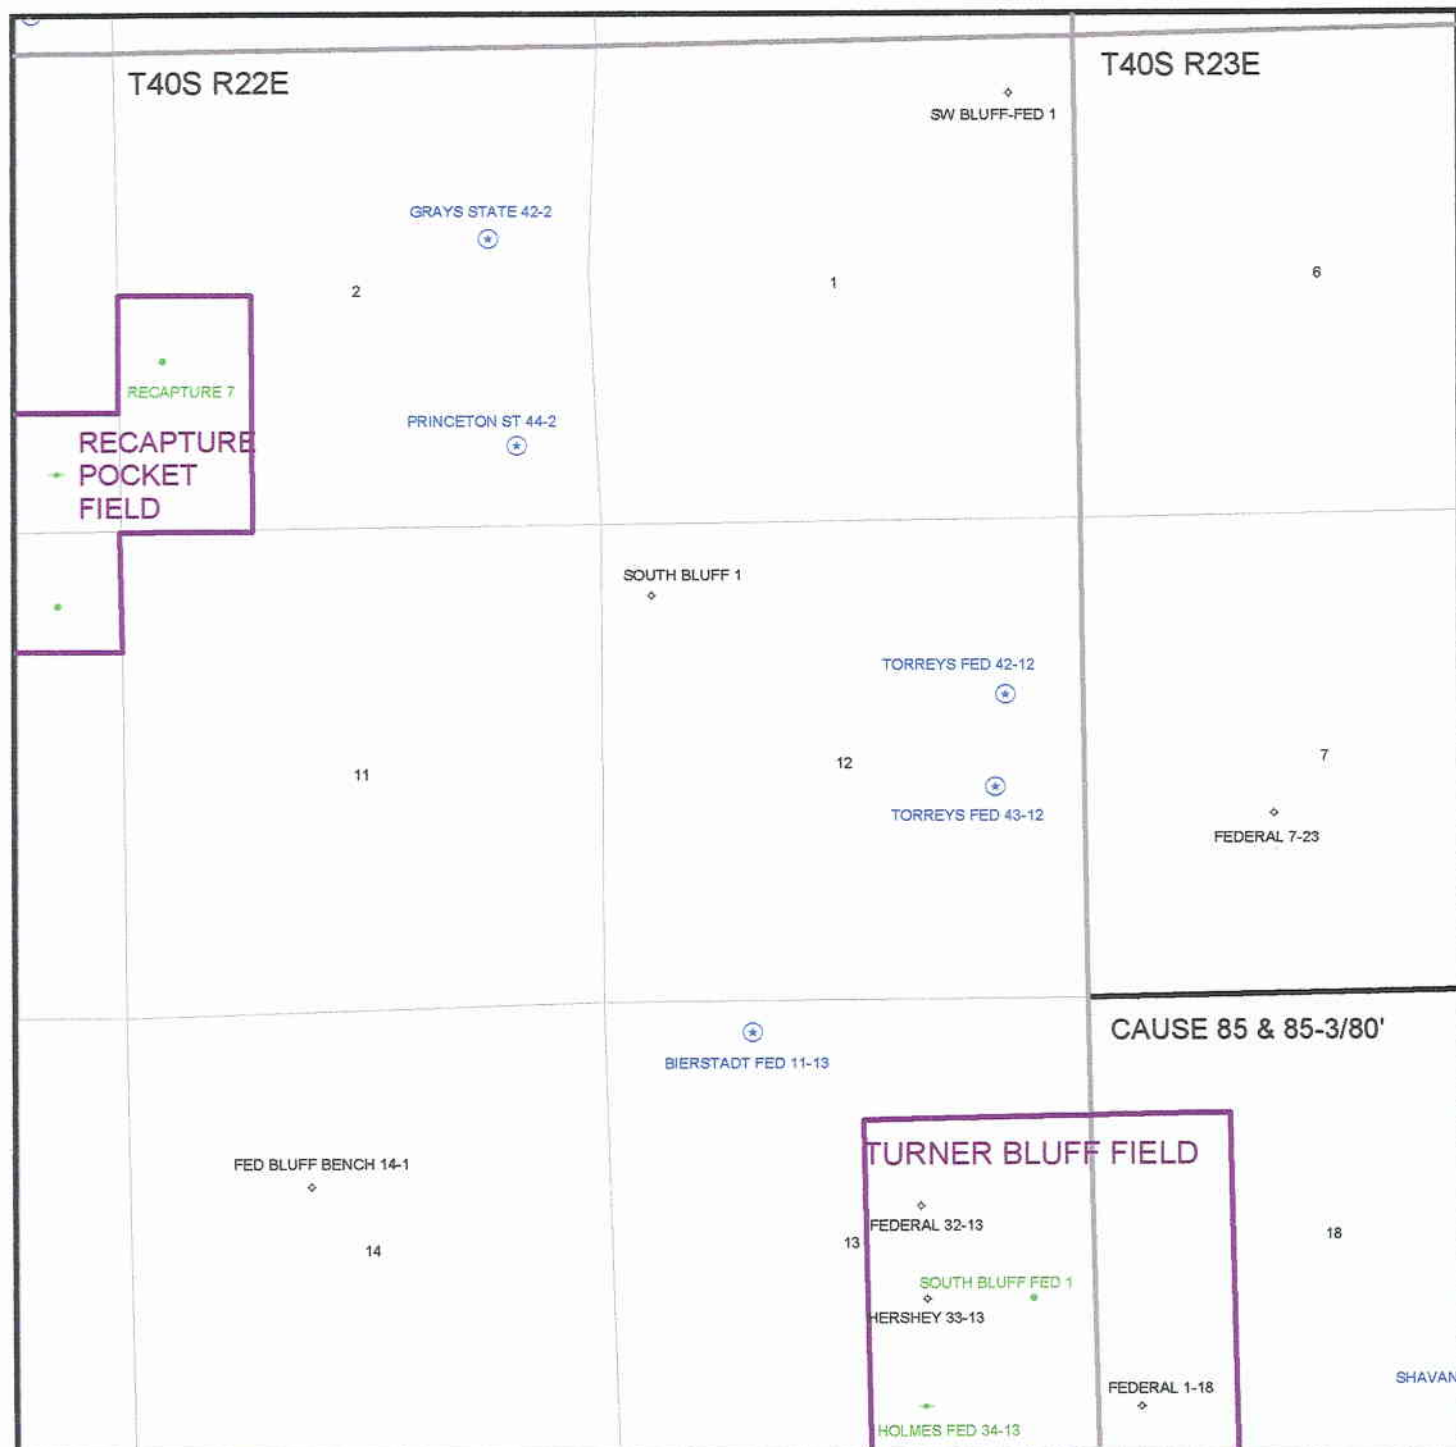 T40S R22E
T40S R23E
SW BLUFF-FED 1
GRAYS STATE 42-2
2
1
6
RECAPTURE 7
PRINCETON ST 44-2
RECAPTURE
POCKET
FIELD
SOUTH BLUFF 1
TORREYS FED 42-12
11
12
7
TORREYS FED 43-12
FEDERAL 7-23
CAUSE 85 & 85-3/80'
BIERSTADT FED 11-13
TURNER BLUFF FIELD
FED BLUFF BENCH 14-1
FEDERAL 32-13
14
13
18
SOUTH BLUFF FED 1
HERSHEY 33-13
SHAVAN
FEDERAL 1-18
HOLMES FED 34-13